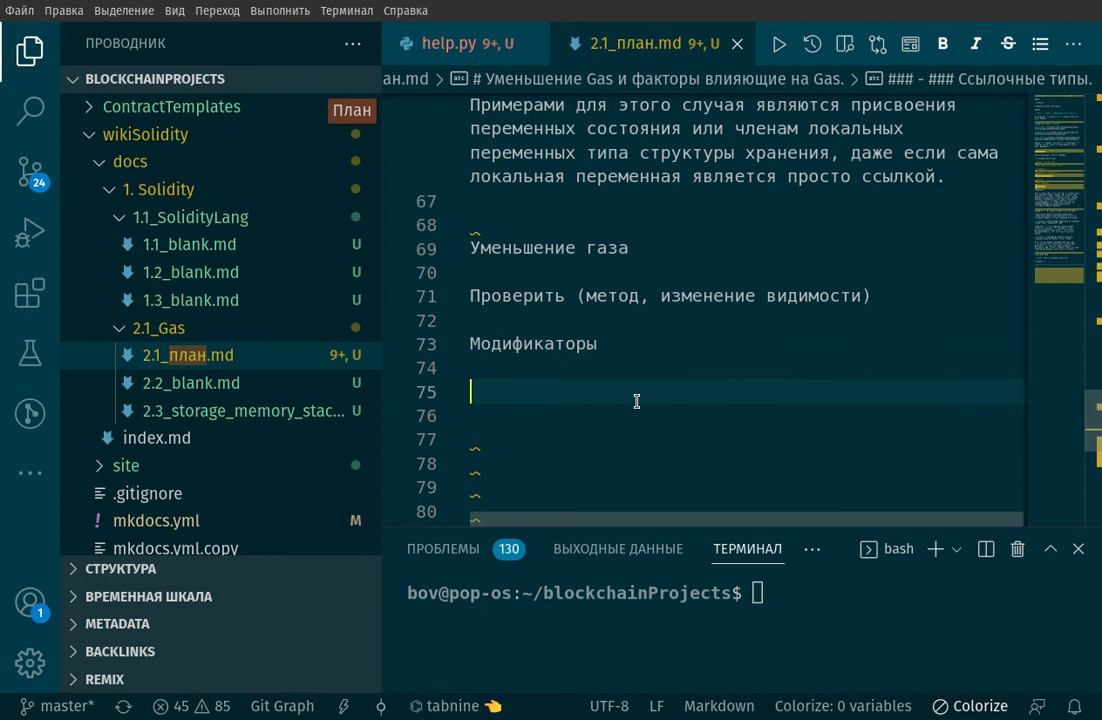 Файл Правка Выделение Вид Переход Выполнить Терминал Справка
ПРОВОДНИК
BLOCKCHAINPROJECTS
ContractTemplates
План
wikiSolidity
docs
1. Solidity
1.1_SolidityLang
1.1_blank.md U
1.2_blank.md U
1.3_blank.md U
2.1_Gas
2.1_план.md 9+, U
2.2_blank.md U
2.3_storage_memory_stac... U
index.md
site
.gitignore
mkdocs.yml M
mkdocs.yml.copy
СТРУКТУРА
ВРЕМЕННАЯ ШКАЛА
METADATA
BACKLINKS
REMIX
24
1
help.py 9+, U 2.1_план.md 9+, U
ан.md > # Уменьшение Gas и факторы влияющие на Gas. > ### - ### Ссылочные типы.
Примерами для этого случая являются присвоения
переменных состояния или членам локальных
переменных типа структуры хранения, даже если сама
локальная переменная является просто ссылкой.
67
68
69 Уменьшение газа
70
71 Проверить (метод, изменение видимости)
72
73 Модификаторы
74
75
76
77
78
79
80
ПРОБЛЕМЫ 130 ВЫХОДНЫЕ ДАННЫЕ ТЕРМИНАЛ ... bash
bov@pop-os:~/blockchainProjects$
master* 45 85 Git Graph tabnine UTF-8 LF Markdown Colorize: 0 variables Colorize